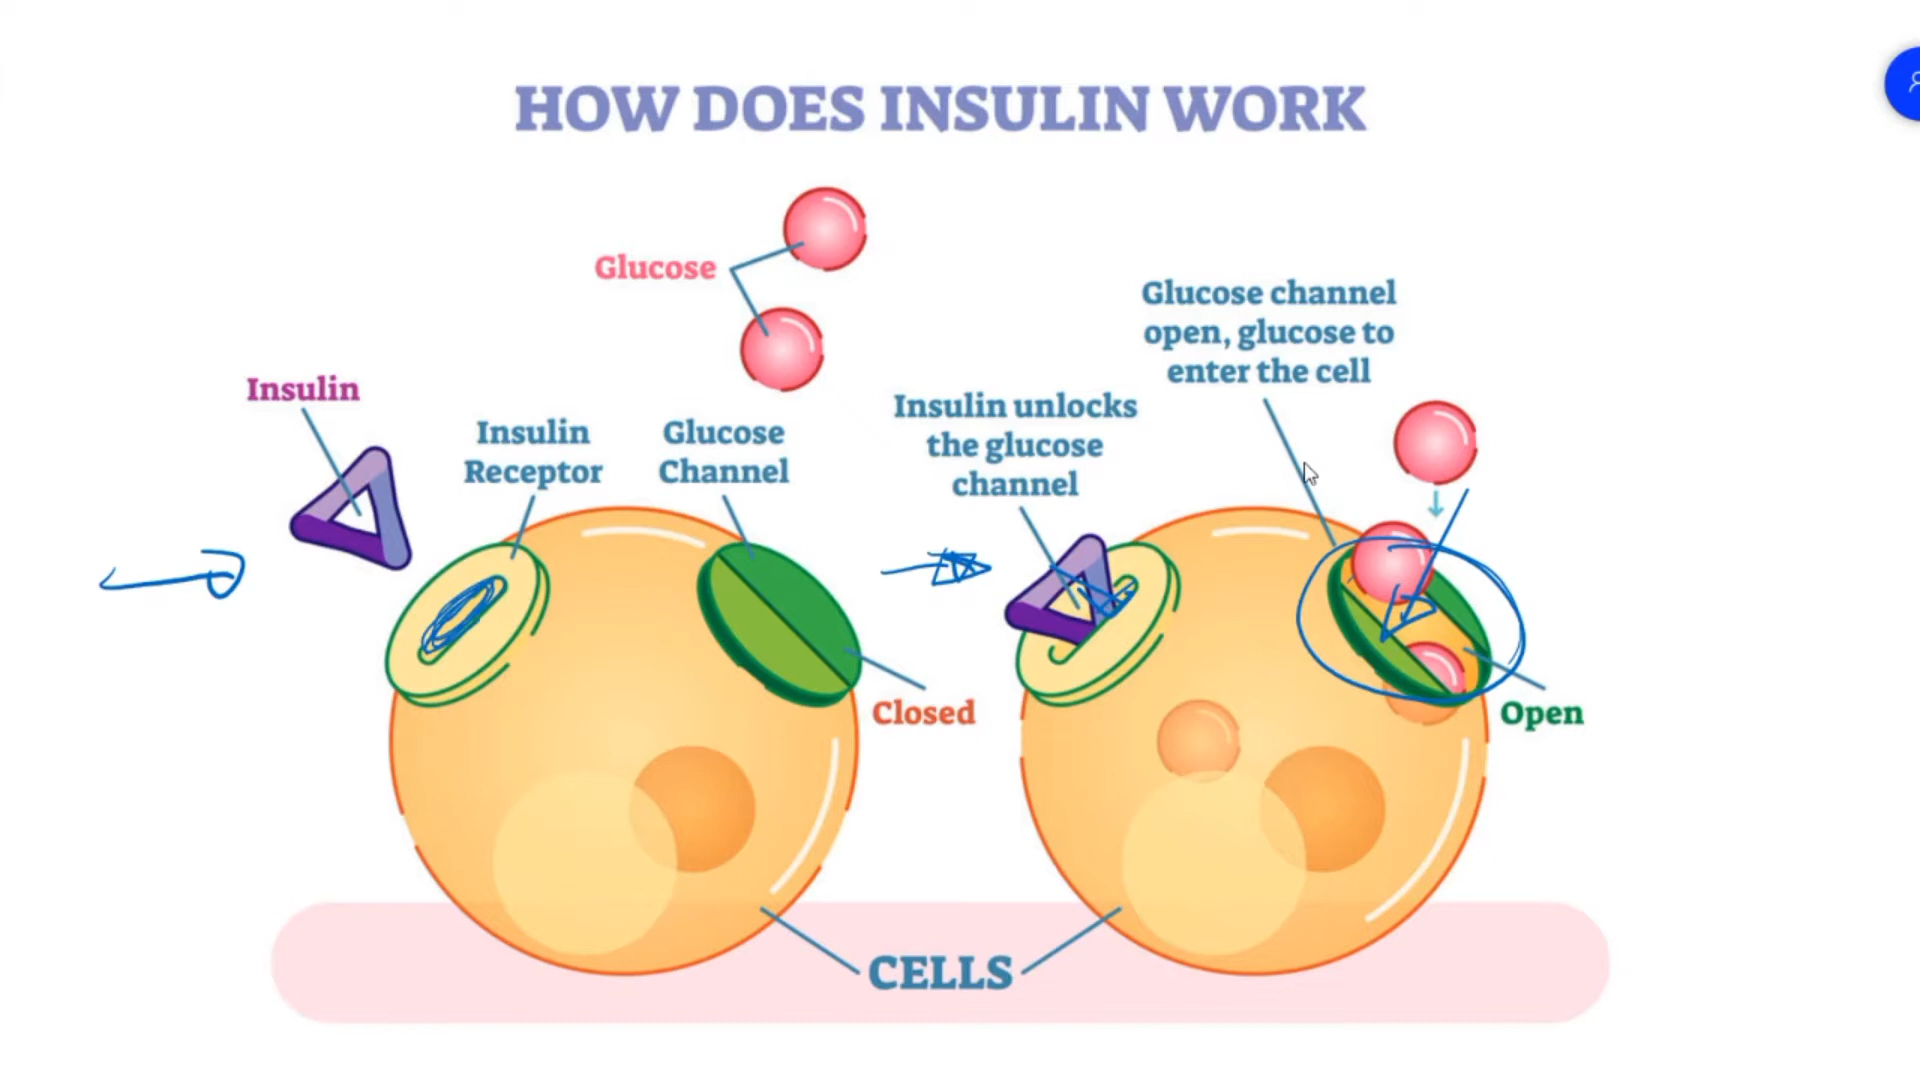 HOW DOES INSULIN WORK
Glucose
Glucose channel
open, glucose to
enter the cell
Insulin
Insulin
Receptor
Glucose
Channel
Insulin unlocks
the glucose
channel
Closed
Open
CELLS